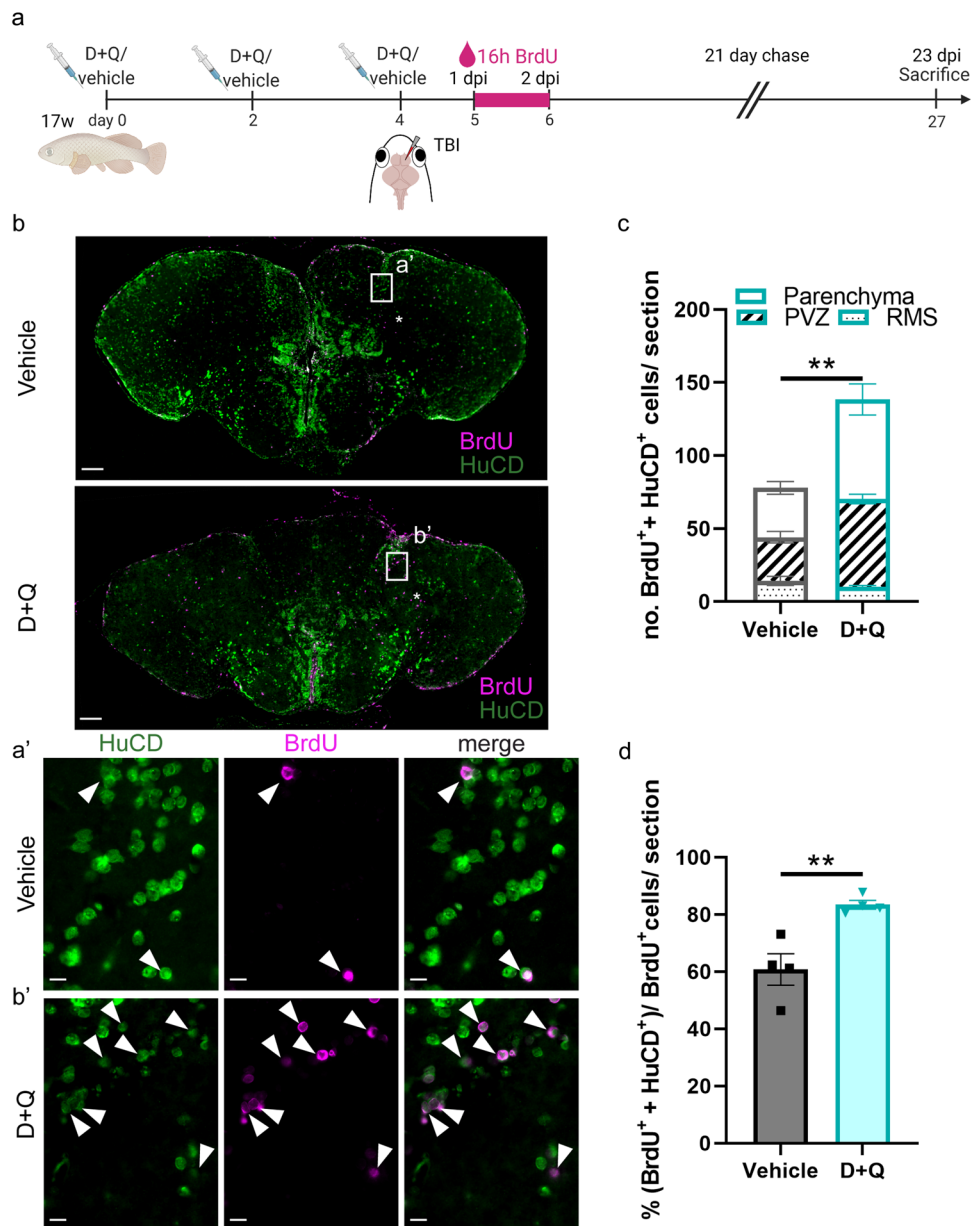 a
D+Q/
vehicle
D+Q/
vehicle
D+Q/
vehicle
16h BrdU
1 dpi
2 dpi
21 day chase
23 dpi
Sacrifice
17w
day 0
2
4
5
6
27
TBI
b
Vehicle
a'
*
BrdU
HuCD
D+Q
b'
*
BrdU
HuCD
c
Parenchyma
PVZ
RMS
no. BrdU⁺+ HuCD⁺ cells/ section
200
150
100
50
0
**
Vehicle
D+Q
HuCD
BrdU
merge
a'
Vehicle
b'
D+Q
d
% (BrdU⁺ + HuCD⁺)/ BrdU⁺cells/ section
100
80
60
40
20
0
**
Vehicle
D+Q